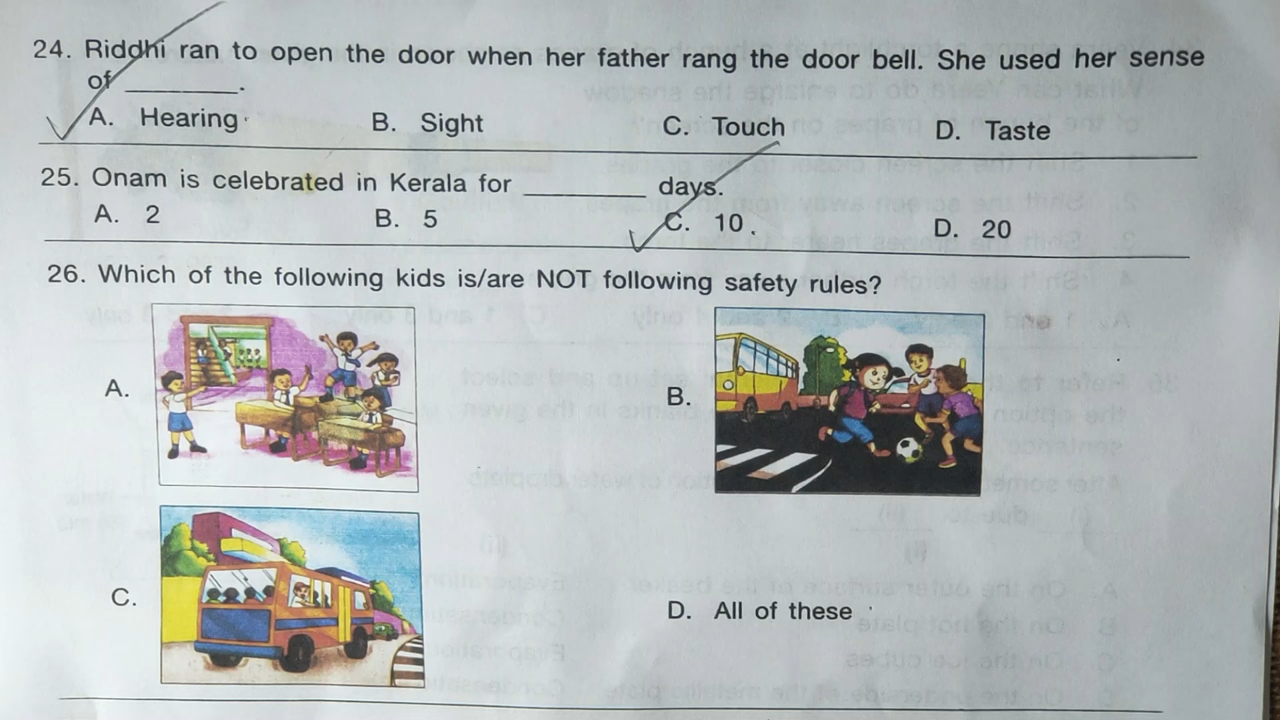 24. Riddhi ran to open the door when her father rang the door bell. She used her sense
of ________.
A. Hearing B. Sight C. Touch D. Taste
25. Onam is celebrated in Kerala for _________ days.
A. 2 B. 5 C. 10 D. 20
26. Which of the following kids is/are NOT following safety rules?
A. B.
C. D. All of these